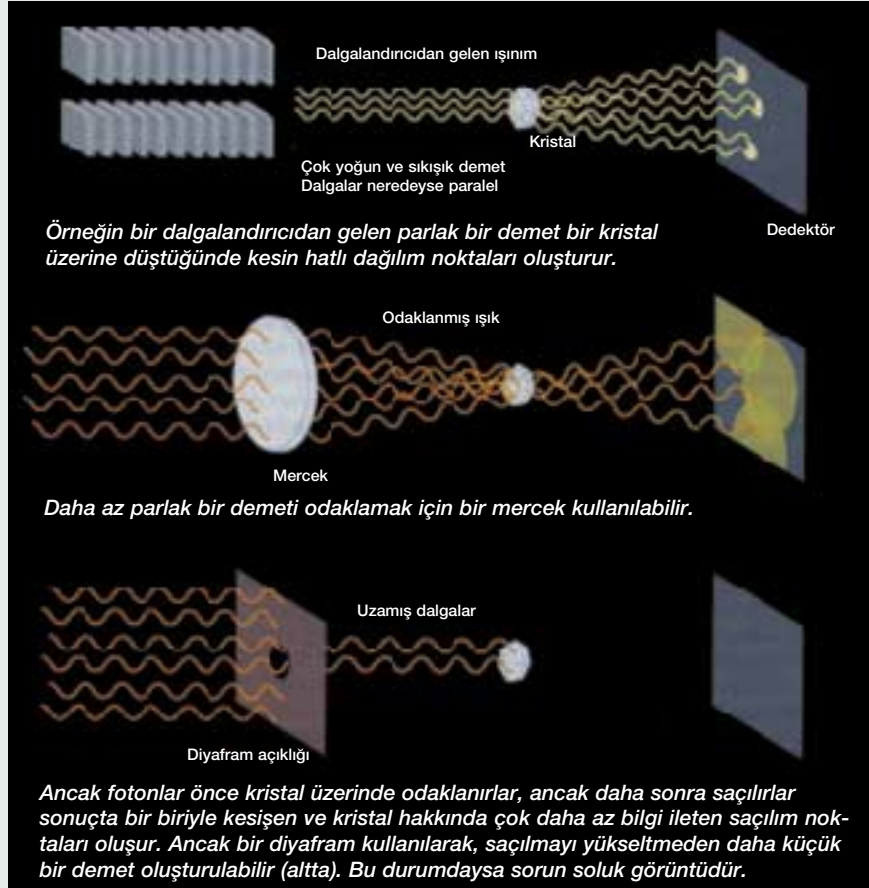 Dalgalandırıcıdan gelen ışınım
Kristal
Çok yoğun ve sıkışık demet
Dalgalar neredeyse paralel
Dedektör
Örneğin bir dalgalandırıcıdan gelen parlak bir demet bir kristal
üzerine düştüğünde kesin hatlı dağılım noktaları oluşturur.
Odaklanmış ışık
Mercek
Daha az parlak bir demeti odaklamak için bir mercek kullanılabilir.
Uzamış dalgalar
Diyafram açıklığı
Ancak fotonlar önce kristal üzerinde odaklanırlar, ancak daha sonra saçılırlar
sonuçta bir biriyle kesişen ve kristal hakkında çok daha az bilgi ileten saçılım nok-
taları oluşur. Ancak bir diyafram kullanılarak, saçılmayı yükseltmeden daha küçük
bir demet oluşturulabilir (altta). Bu durumdaysa sorun soluk görüntüdür.